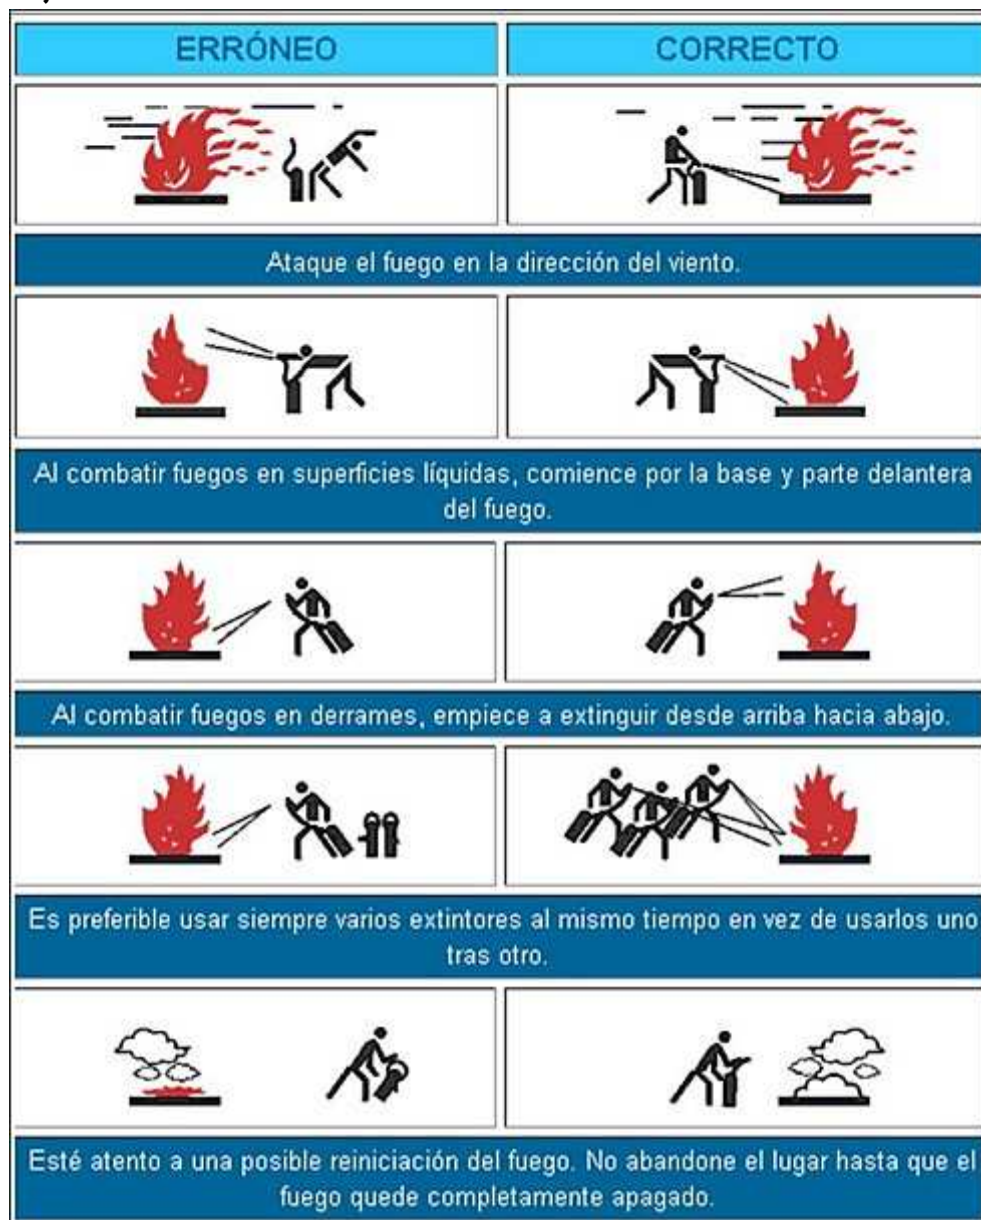 ERRÓNEO
CORRECTO
Ataque el fuego en la dirección del viento.
Al combatir fuegos en superficies líquidas, comience por la base y parte delantera
del fuego.
Al combatir fuegos en derrames, empiece a extinguir desde arriba hacia abajo.
Es preferible usar siempre varios extintores al mismo tiempo en vez de usarlos uno
tras otro.
Esté atento a una posible reiniciación del fuego. No abandone el lugar hasta que el
fuego quede completamente apagado.